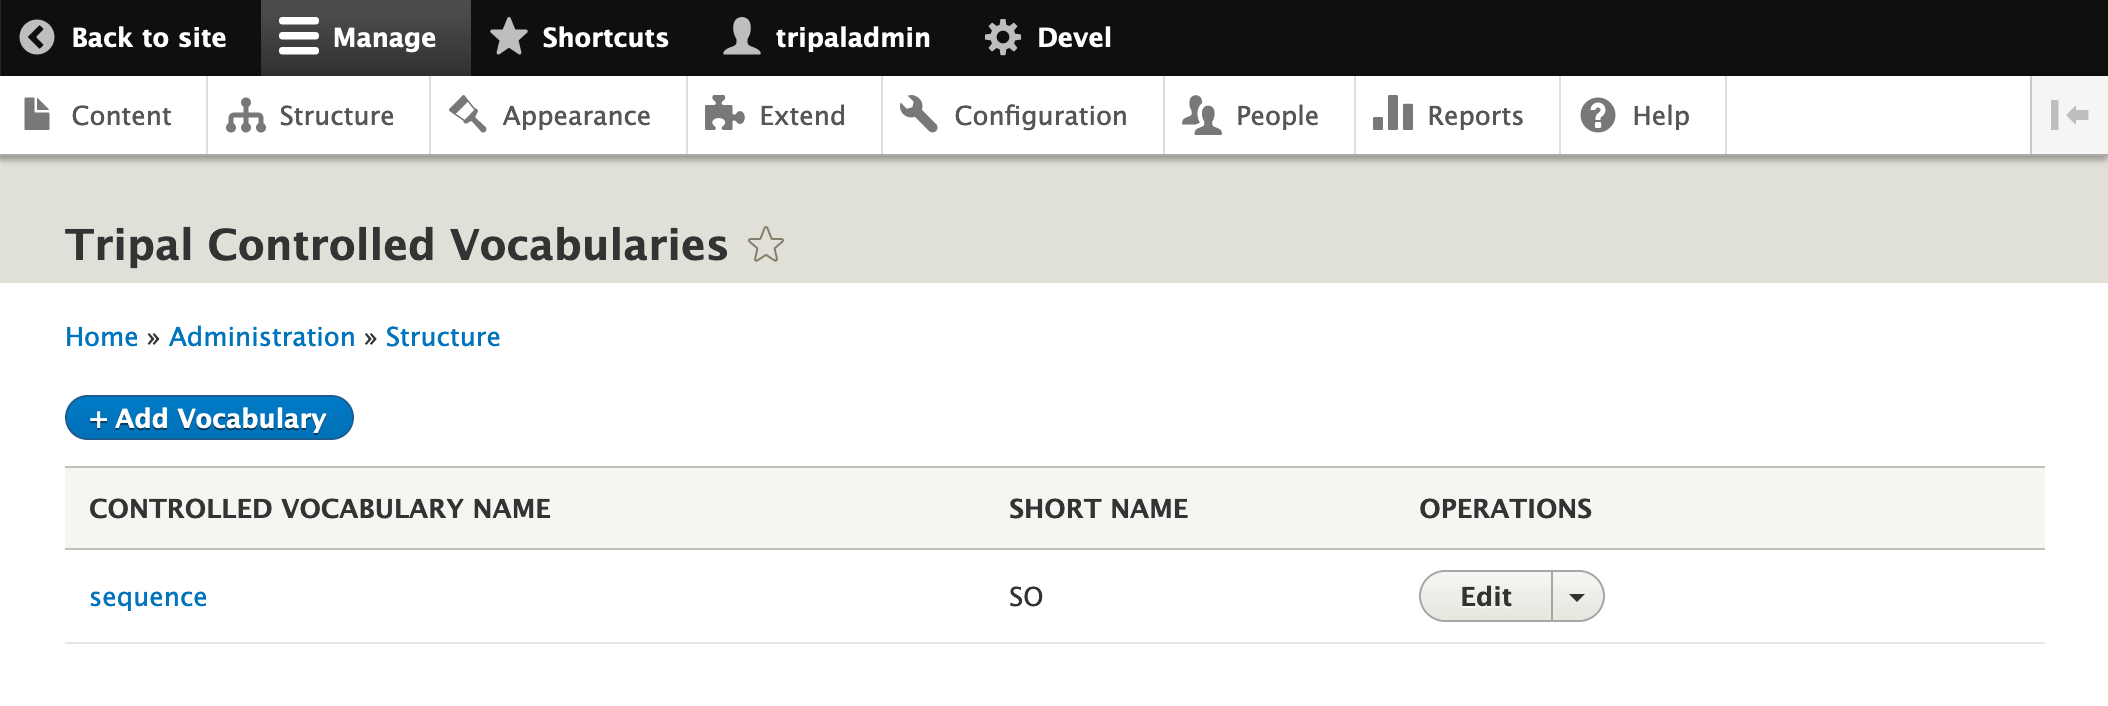 Back to site Manage Shortcuts tripaladmin Devel
Content Structure Appearance Extend Configuration People Reports Help
Tripal Controlled Vocabularies
Home » Administration » Structure
+ Add Vocabulary
CONTROLLED VOCABULARY NAME SHORT NAME OPERATIONS
sequence SO Edit